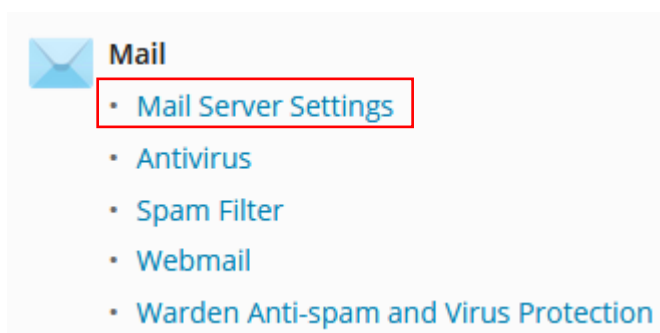 Mail
• Mail Server Settings
• Antivirus
• Spam Filter
• Webmail
• Warden Anti-spam and Virus Protection